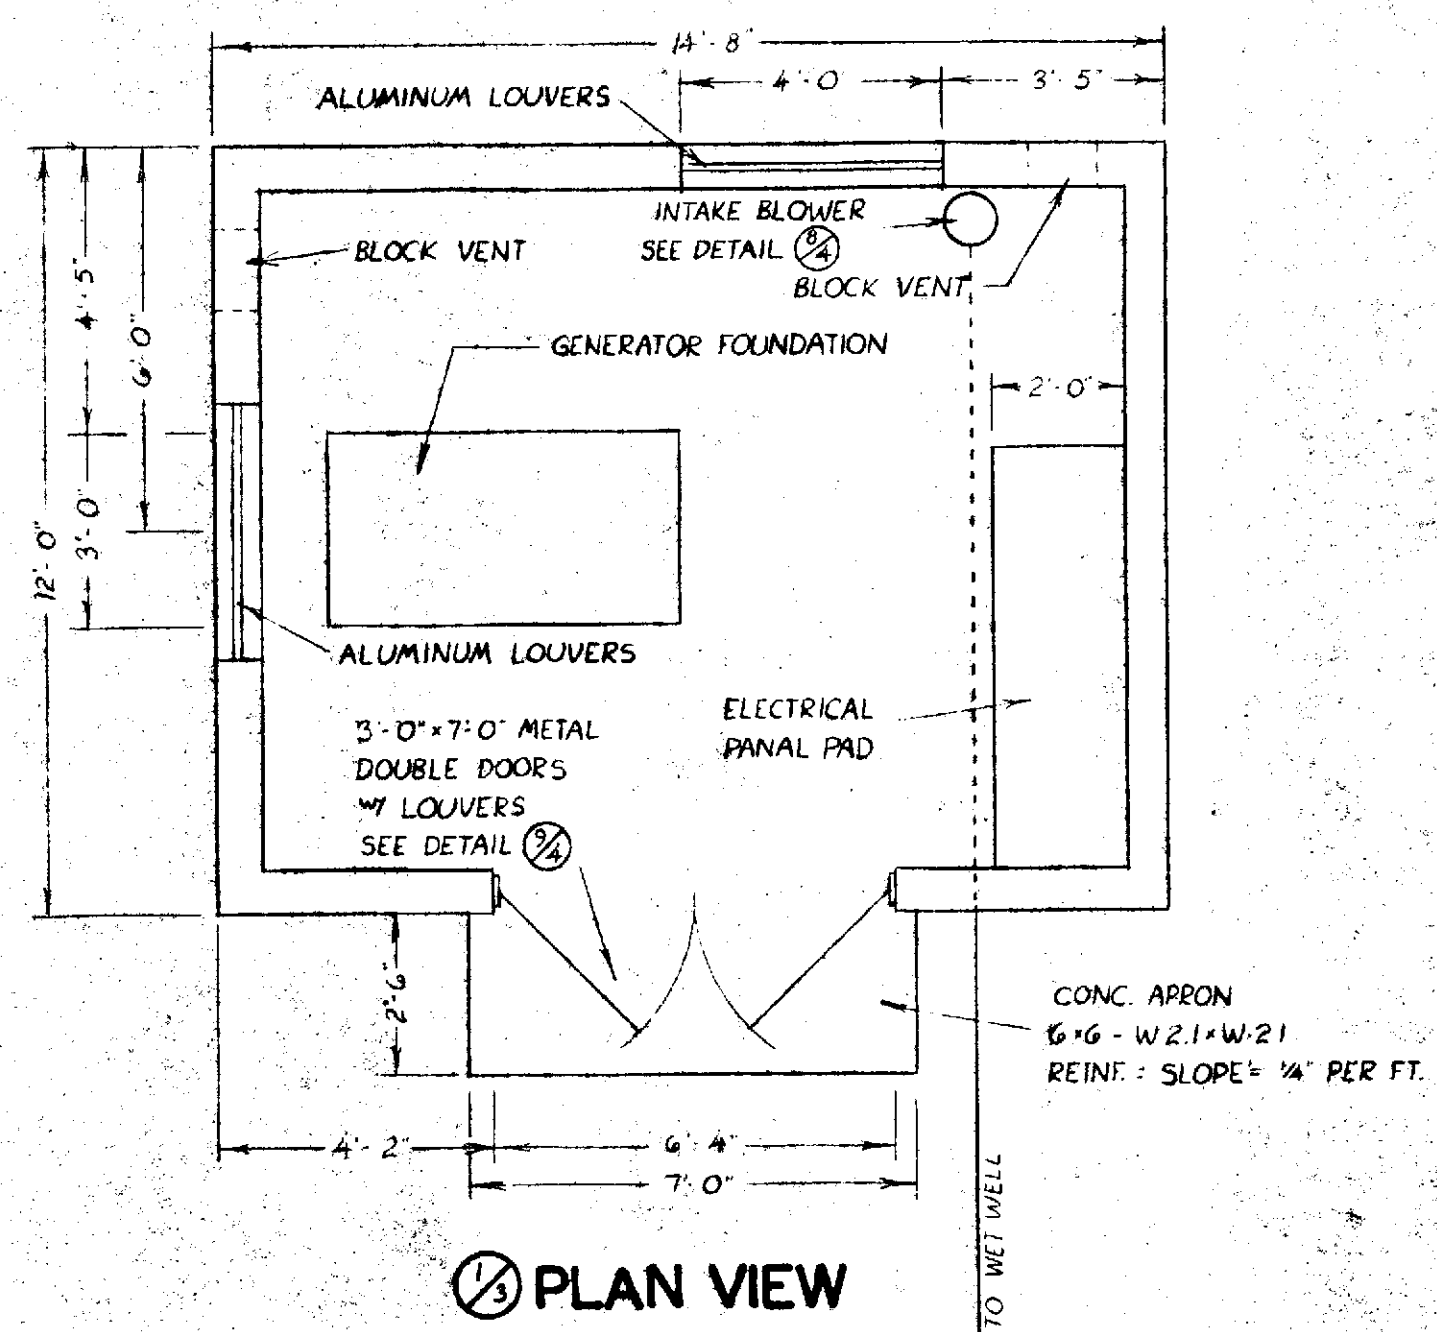 14'-8"
4'-0
3'-5"
ALUMINUM LOUVERS
INTAKE BLOWER
SEE DETAIL 8/4
BLOCK VENT
BLOCK VENT
4'-5"
6'-0"
GENERATOR FOUNDATION
2'-0"
3'-0"
12'-0"
ALUMINUM LOUVERS
3'-0" x 7'-0" METAL
DOUBLE DOORS
W/ LOUVERS
SEE DETAIL 9/4
ELECTRICAL
PANAL PAD
2'-6"
CONC. APRON
6x6 - W2.1xW.21
REINF. : SLOPE = 1/4" PER FT.
4'-2"
6'-4"
7'-0"
TO WET WELL
1/3 PLAN VIEW